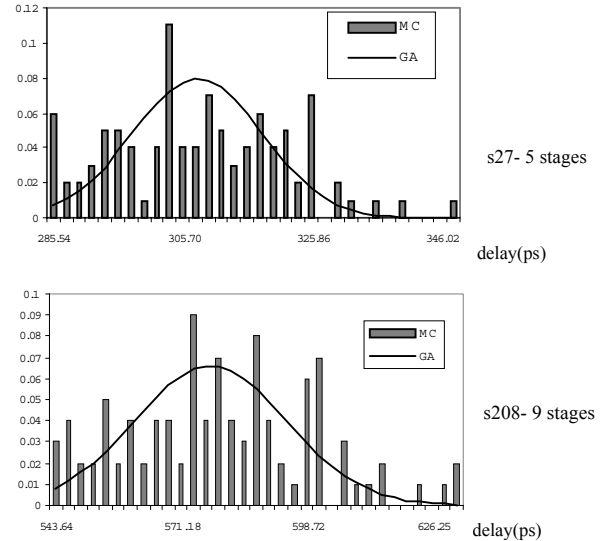 0.12
0.1
0.08
0.06
0.04
0.02
0
MC
GA
285.54 305.70 325.86 346.02
s27- 5 stages
delay(ps)
0.1
0.09
0.08
0.07
0.06
0.05
0.04
0.03
0.02
0.01
0
MC
GA
543.64 571.18 598.72 626.25
s208- 9 stages
delay(ps)